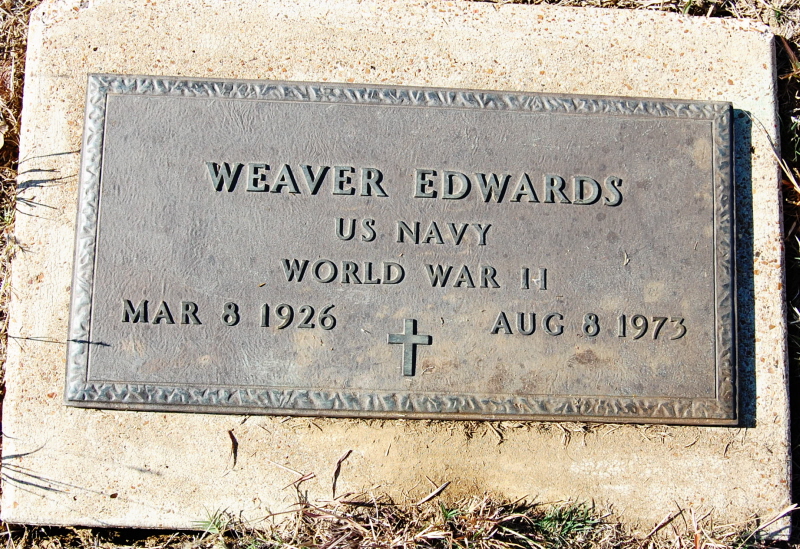 WEAVER EDWARDS
US NAVY
WORLD WAR II
MAR 8 1926 AUG 8 1973